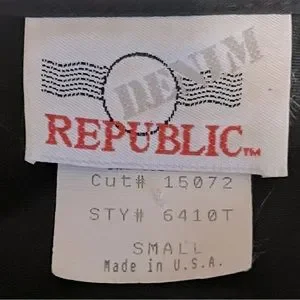 DENIM
REPUBLIC™
Cut# 15072
STY# 6410T
SMALL
Made in U.S.A.